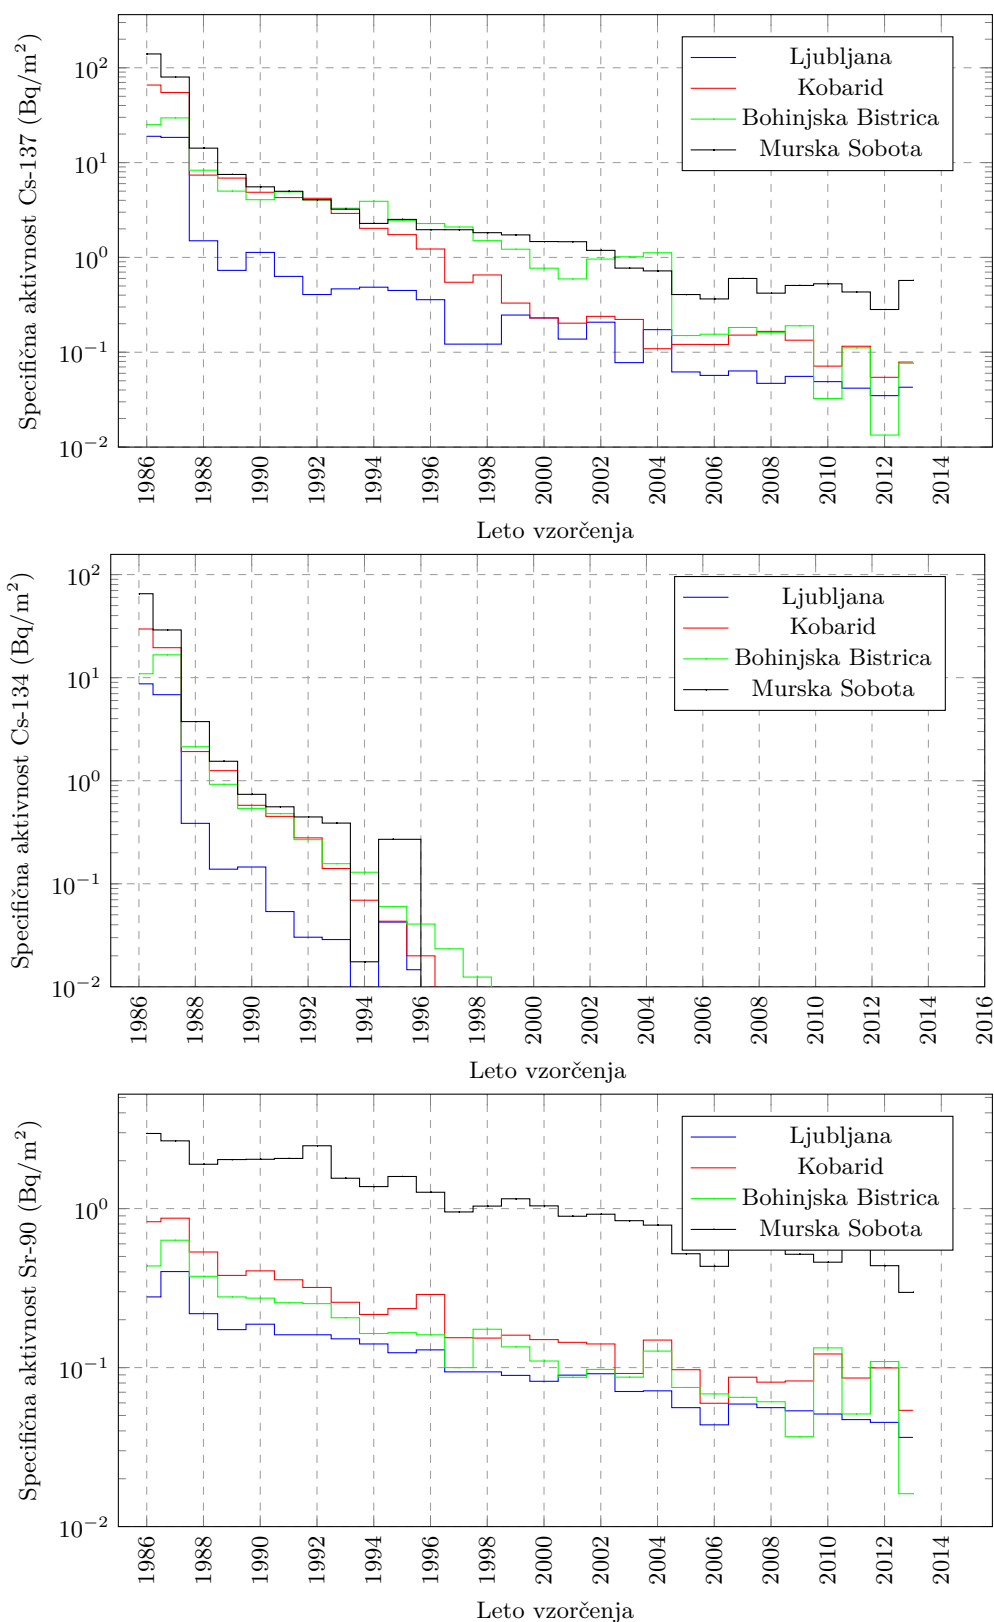 Specifična aktivnost Cs-137 (Bq/m²)
10²
10¹
10⁰
10⁻¹
10⁻²
Ljubljana
Kobarid
Bohinjska Bistrica
Murska Sobota
1986 1988 1990 1992 1994 1996 1998 2000 2002 2004 2006 2008 2010 2012 2014
Leto vzorčenja
Specifična aktivnost Cs-134 (Bq/m²)
10²
10¹
10⁰
10⁻¹
10⁻²
Ljubljana
Kobarid
Bohinjska Bistrica
Murska Sobota
1986 1988 1990 1992 1994 1996 1998 2000 2002 2004 2006 2008 2010 2012 2014 2016
Leto vzorčenja
Specifična aktivnost Sr-90 (Bq/m²)
10⁰
10⁻¹
10⁻²
Ljubljana
Kobarid
Bohinjska Bistrica
Murska Sobota
1986 1988 1990 1992 1994 1996 1998 2000 2002 2004 2006 2008 2010 2012 2014
Leto vzorčenja